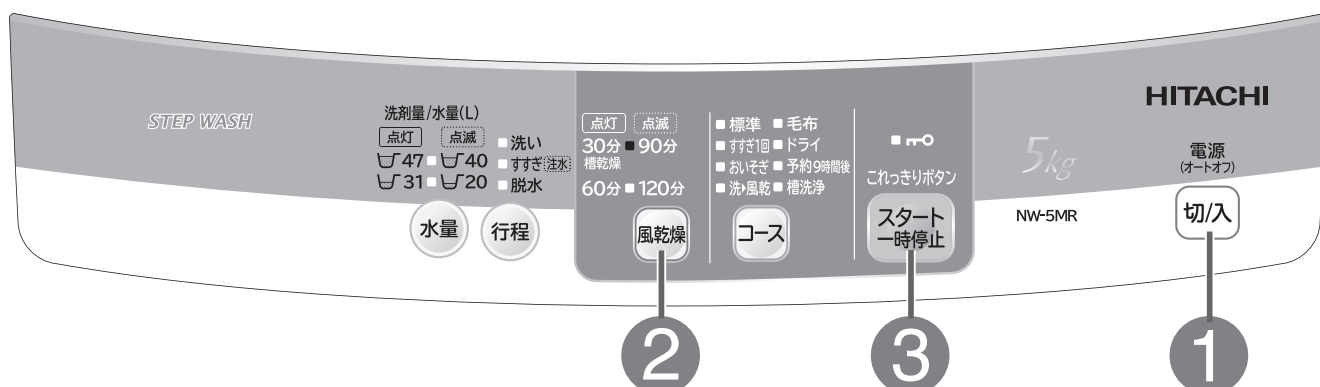 STEP WASH
洗剤量/水量(L)
点灯 点滅
47 40
31 20
洗い
すすぎ 注水
脱水
水量
行程
点灯 点滅
30分 90分
槽乾燥
60分 120分
風乾燥
標準 毛布
すすぎ1回 ドライ
おいそぎ 予約9時間後
洗▸風乾 槽洗浄
コース
これっきりボタン
スタート
一時停止
5kg
NW-5MR
HITACHI
電源
(オートオフ)
切/入
2
3
1